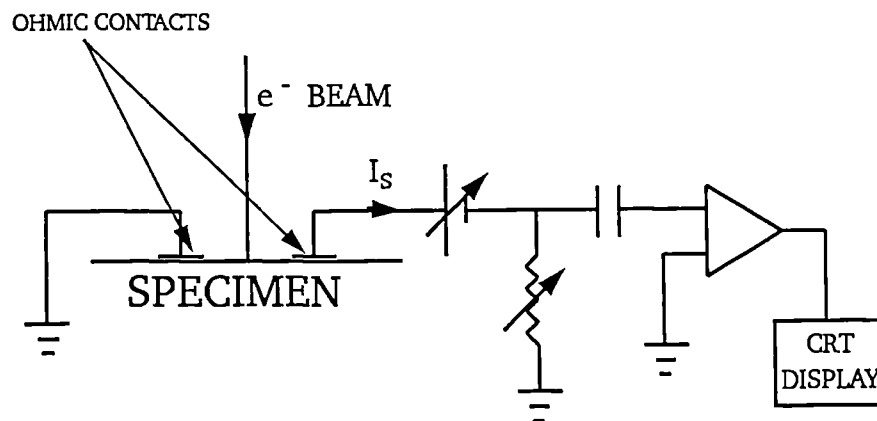 OHMIC CONTACTS
e⁻ BEAM
I_S
SPECIMEN
CRT
DISPLAY